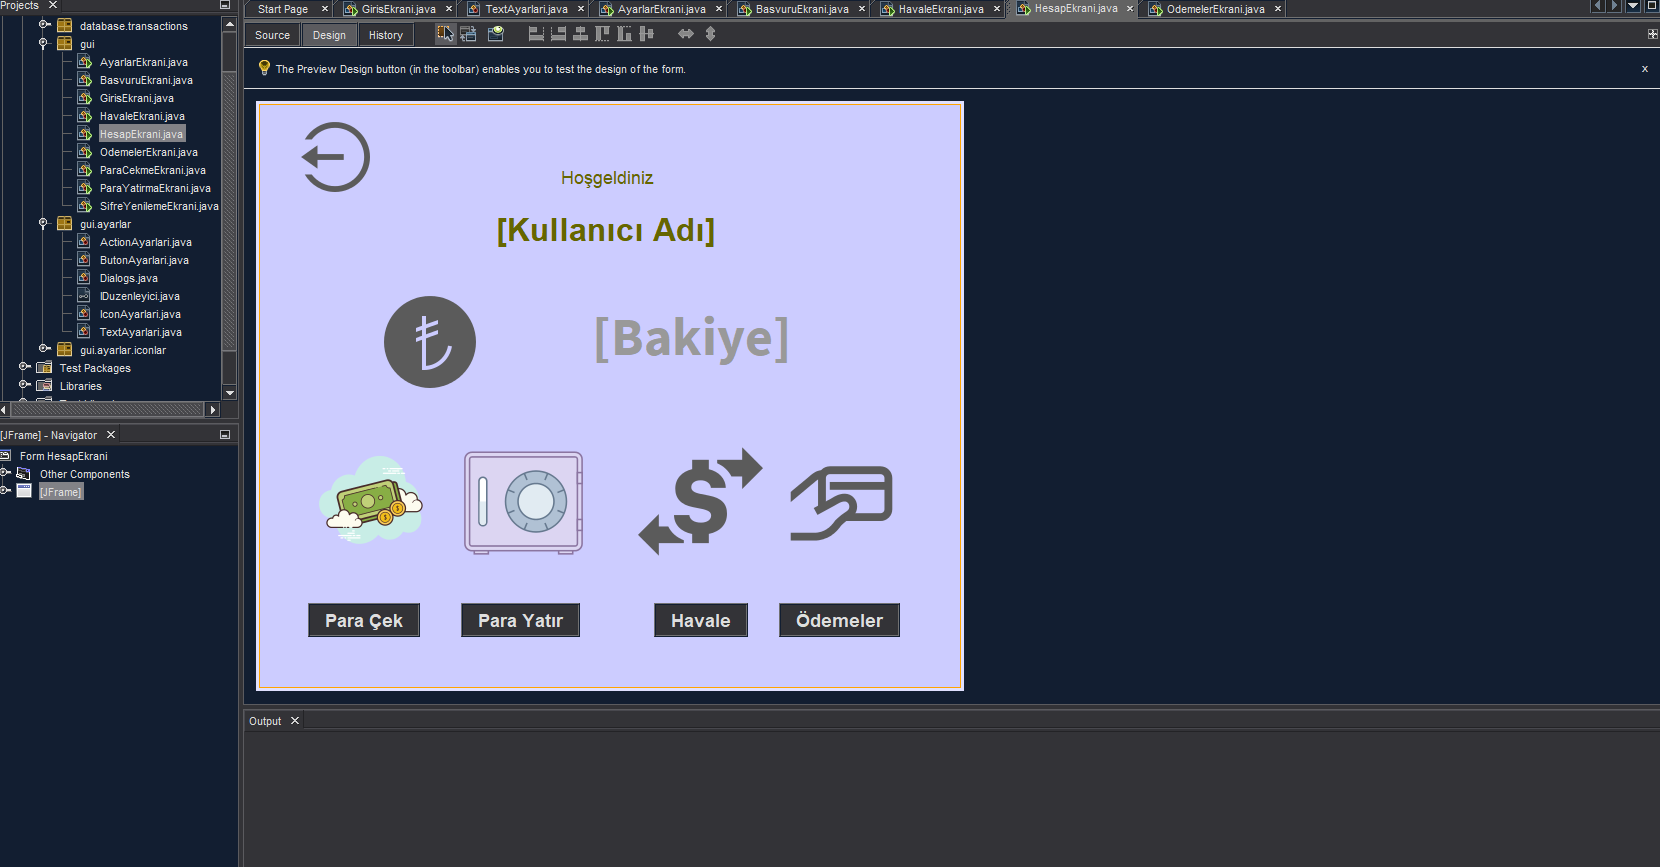 Projects
database.transactions
gui
AyarlarEkrani.java
BasvuruEkrani.java
GirisEkrani.java
HavaleEkrani.java
HesapEkrani.java
OdemelerEkrani.java
ParaCekmeEkrani.java
ParaYatirmaEkrani.java
SifreYenilemeEkrani.java
gui.ayarlar
ActionAyarlari.java
ButonAyarlari.java
Dialogs.java
IDuzenleyici.java
IconAyarlari.java
TextAyarlari.java
gui.ayarlar.iconlar
Test Packages
Libraries
[JFrame] - Navigator
Form HesapEkrani
Other Components
[JFrame]
Start Page GirisEkrani.java TextAyarlari.java AyarlarEkrani.java BasvuruEkrani.java HavaleEkrani.java HesapEkrani.java OdemelerEkrani.java
Source Design History
The Preview Design button (in the toolbar) enables you to test the design of the form.
Hoşgeldiniz
[Kullanıcı Adı]
[Bakiye]
Para Çek Para Yatır Havale Ödemeler
Output